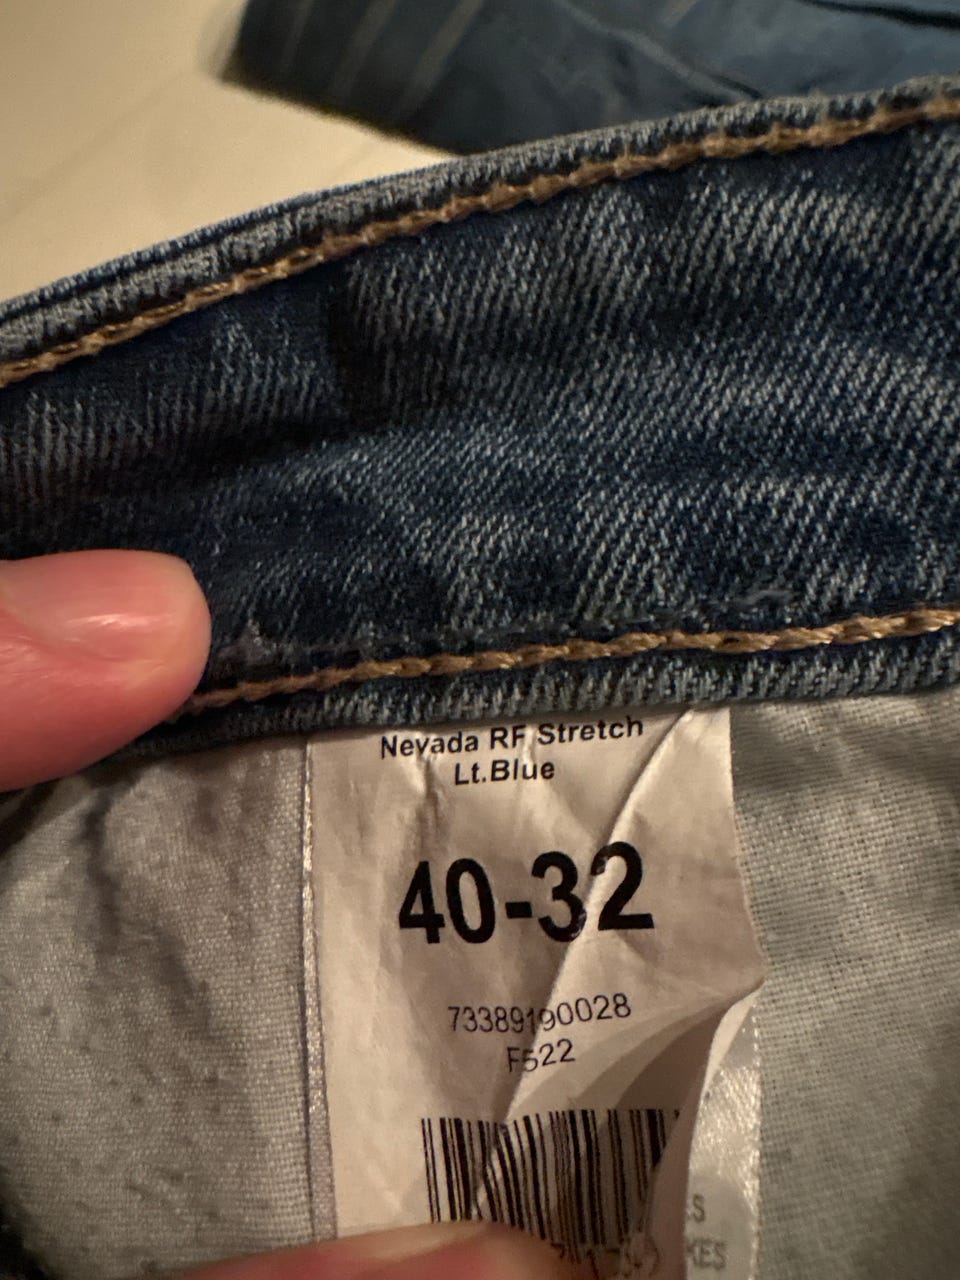 Nevada RF Stretch
Lt.Blue
40-32
73389190028
F522